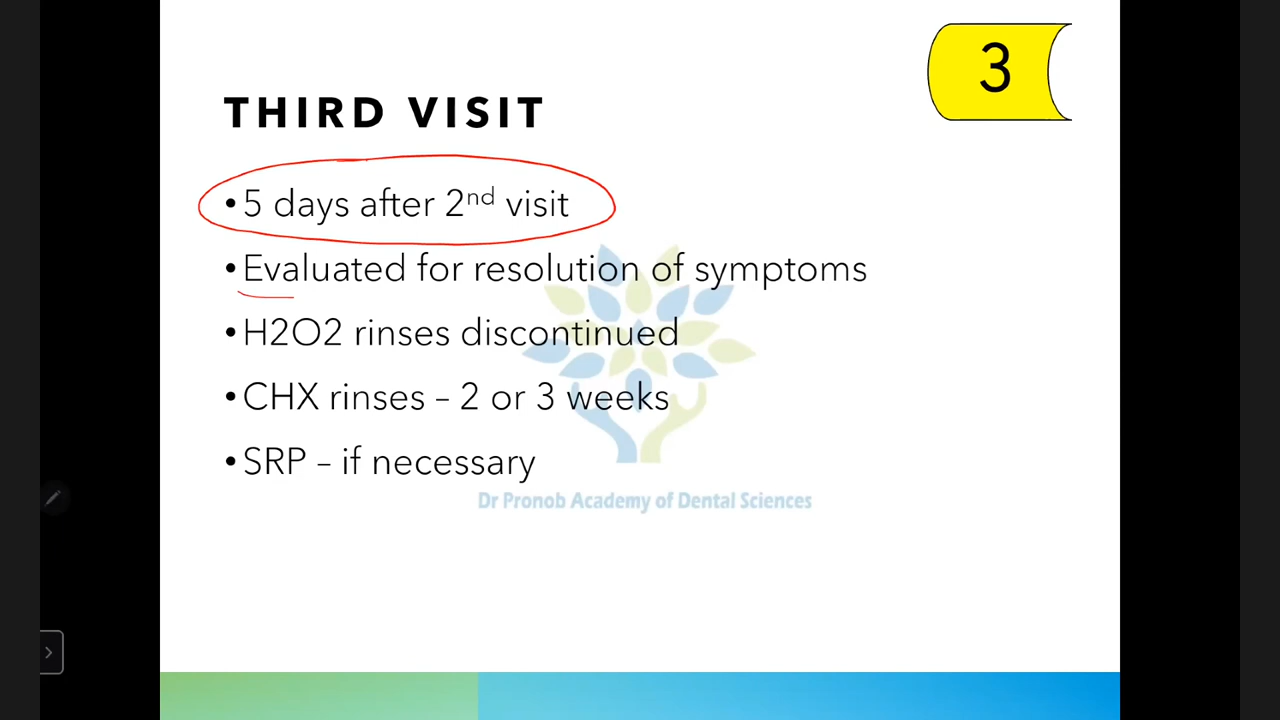 3
THIRD VISIT
•5 days after 2nd visit
•Evaluated for resolution of symptoms
•H2O2 rinses discontinued
•CHX rinses – 2 or 3 weeks
•SRP – if necessary
Dr Pronob Academy of Dental Sciences